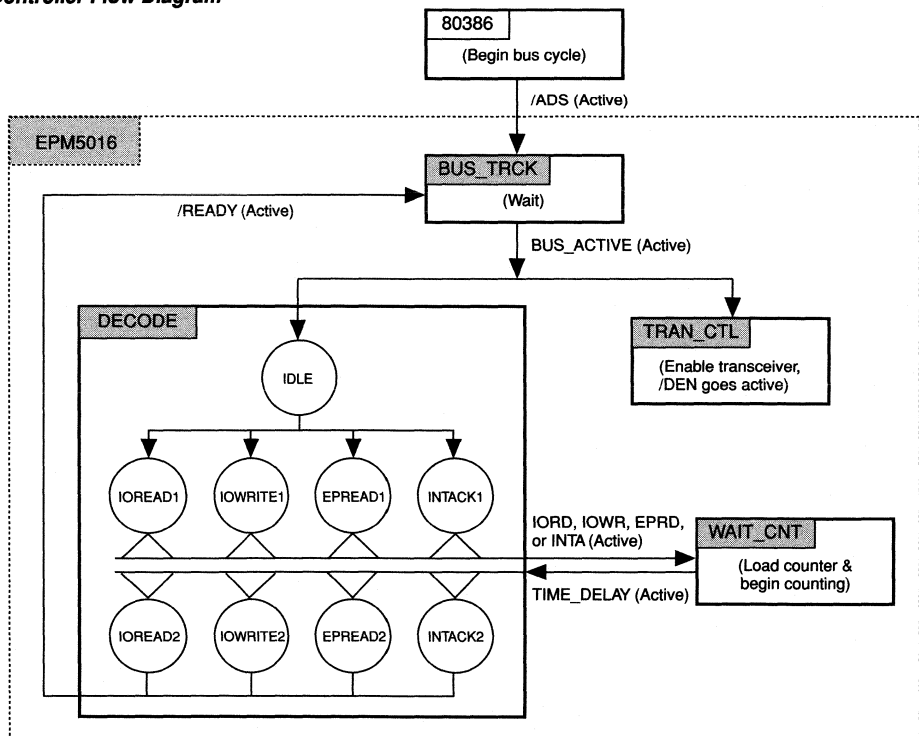 Controller Flow Diagram
80386
(Begin bus cycle)
/ADS (Active)
EPM5016
BUS_TRCK
(Wait)
/READY (Active)
BUS_ACTIVE (Active)
DECODE
TRAN_CTL
(Enable transceiver,
/DEN goes active)
IDLE
IOREAD1
IOWRITE1
EPREAD1
INTACK1
IORD, IOWR, EPRD,
or INTA (Active)
WAIT_CNT
(Load counter &
begin counting)
TIME_DELAY (Active)
IOREAD2
IOWRITE2
EPREAD2
INTACK2